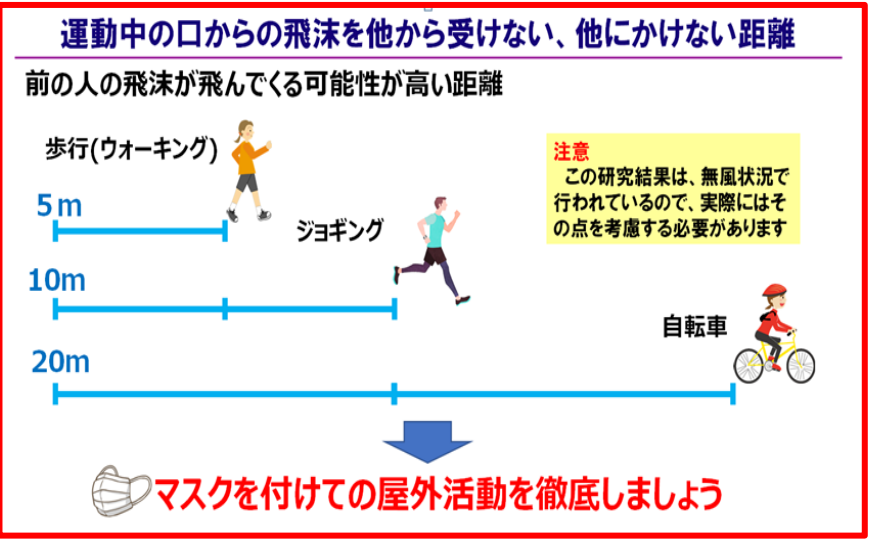 運動中の口からの飛沫を他から受けない、他にかけない距離
前の人の飛沫が飛んでくる可能性が高い距離
歩行(ウォーキング)
5m
ジョギング
10m
自転車
20m
注意
この研究結果は、無風状況で
行われているので、実際にはそ
の点を考慮する必要があります
マスクを付けての屋外活動を徹底しましょう